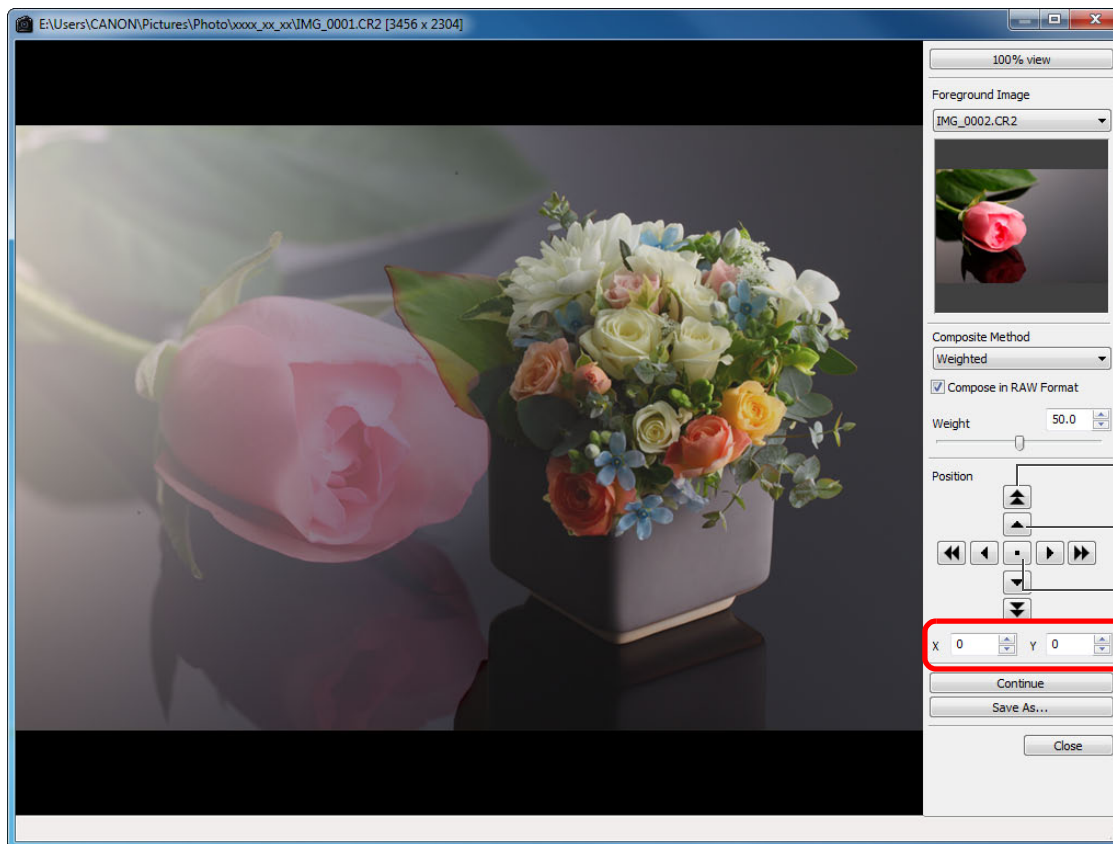 E:\Users\CANON\Pictures\Photo\xxxx_xx_xx\IMG_0001.CR2 [3456 x 2304]
100% view
Foreground Image
IMG_0002.CR2
Composite Method
Weighted
Compose in RAW Format
Weight 50.0
Position
X 0 Y 0
Continue
Save As...
Close